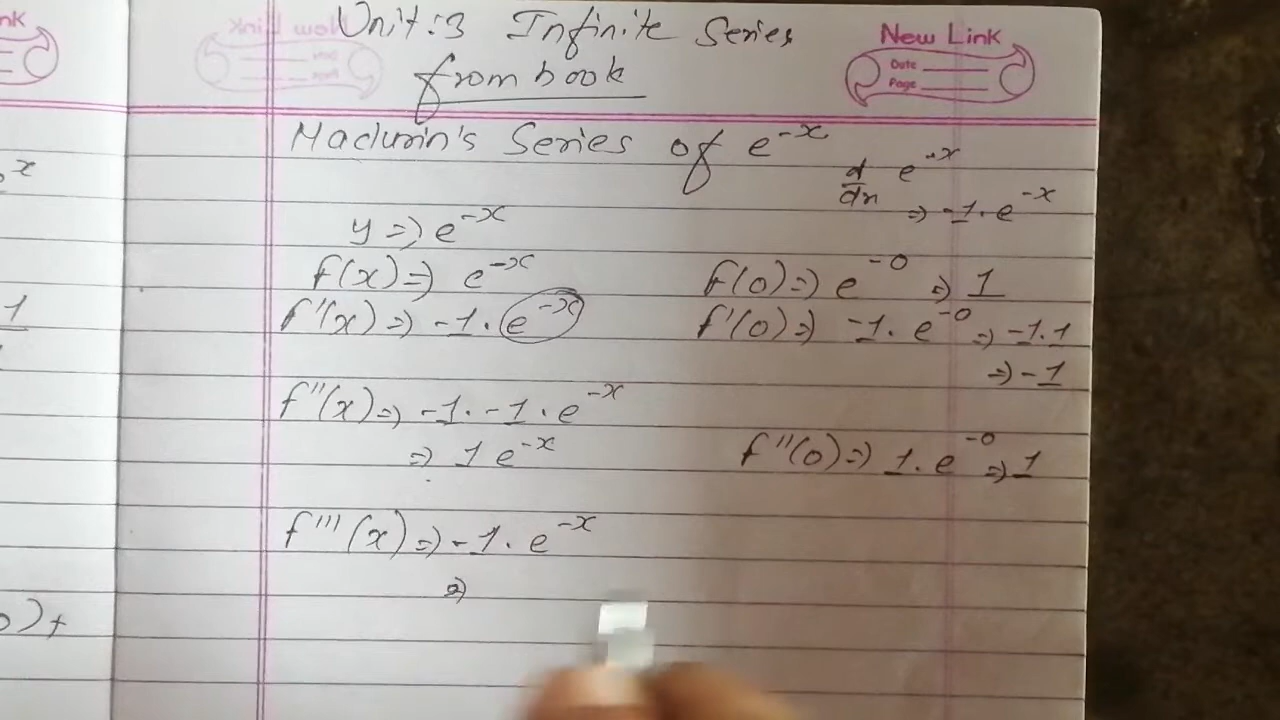 Unit:3 Infinite Series
from book
New Link
Date
Page
nk
Maclurin's Series of e^-x
d/dx e^-x
=> -1. e^-x
y => e^-x
f(x)=) e^-x
f(0)=) e^-0 => 1
f'(x) => -1. e^-x
f'(0)=) -1. e^-0 =) -1.1
=> -1
f''(x)=> -1. -1. e^-x
=> 1 e^-x
f''(0)=) 1. e^-0 =) 1
f'''(x) =) -1. e^-x
=)